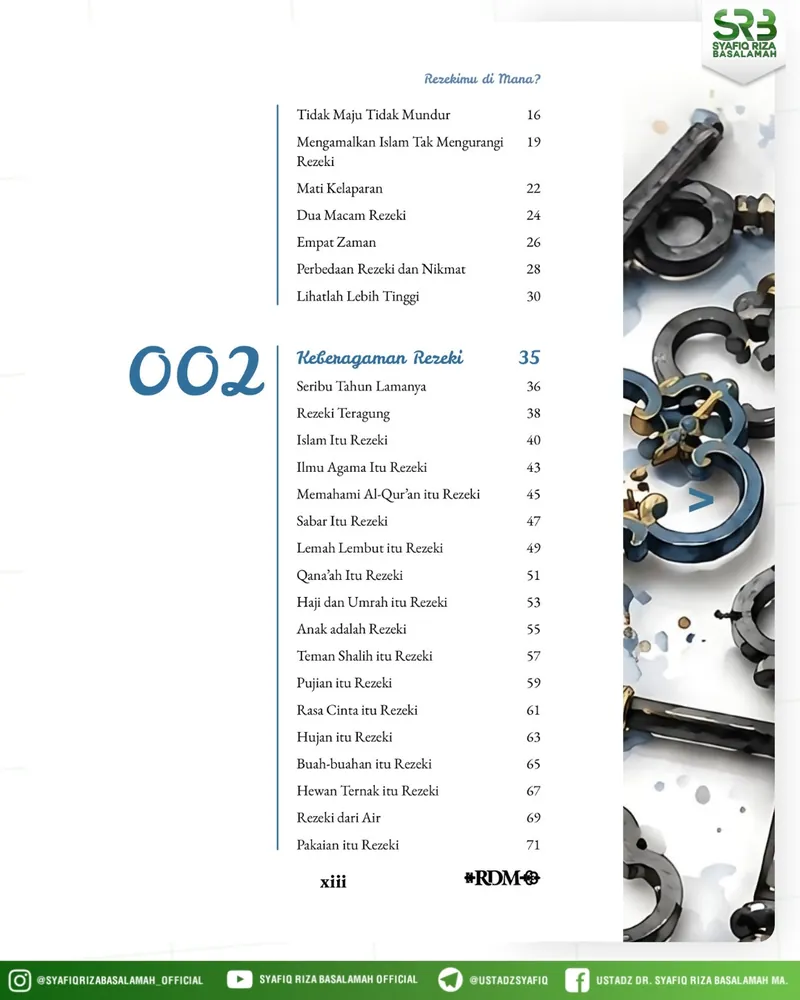 SRB
SYAFIQ RIZA
BASALAMAH
Rezekimu di Mana?
Tidak Maju Tidak Mundur 16
Mengamalkan Islam Tak Mengurangi 19
Rezeki
Mati Kelaparan 22
Dua Macam Rezeki 24
Empat Zaman 26
Perbedaan Rezeki dan Nikmat 28
Lihatlah Lebih Tinggi 30
002 Keberagaman Rezeki 35
Seribu Tahun Lamanya 36
Rezeki Teragung 38
Islam Itu Rezeki 40
Ilmu Agama Itu Rezeki 43
Memahami Al-Qur’an itu Rezeki 45
Sabar Itu Rezeki 47
Lemah Lembut itu Rezeki 49
Qana’ah Itu Rezeki 51
Haji dan Umrah itu Rezeki 53
Anak adalah Rezeki 55
Teman Shalih itu Rezeki 57
Pujian itu Rezeki 59
Rasa Cinta itu Rezeki 61
Hujan itu Rezeki 63
Buah-buahan itu Rezeki 65
Hewan Ternak itu Rezeki 67
Rezeki dari Air 69
Pakaian itu Rezeki 71
xiii RDM
@SYAFIQRIZABASALAMAH_OFFICIAL SYAFIQ RIZA BASALAMAH OFFICIAL @USTADZSYAFIQ USTADZ DR. SYAFIQ RIZA BASALAMAH MA.